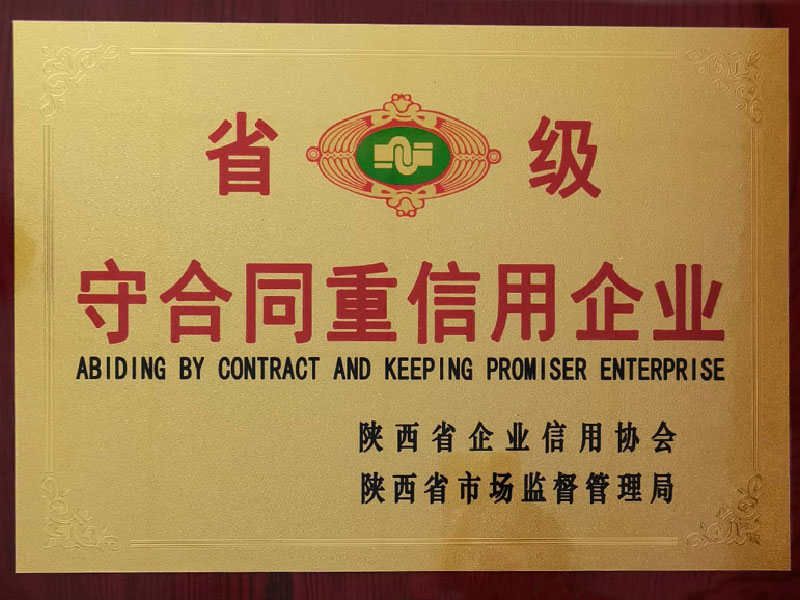 省级
守合同重信用企业
ABIDING BY CONTRACT AND KEEPING PROMISER ENTERPRISE
陕西省企业信用协会
陕西省市场监督管理局